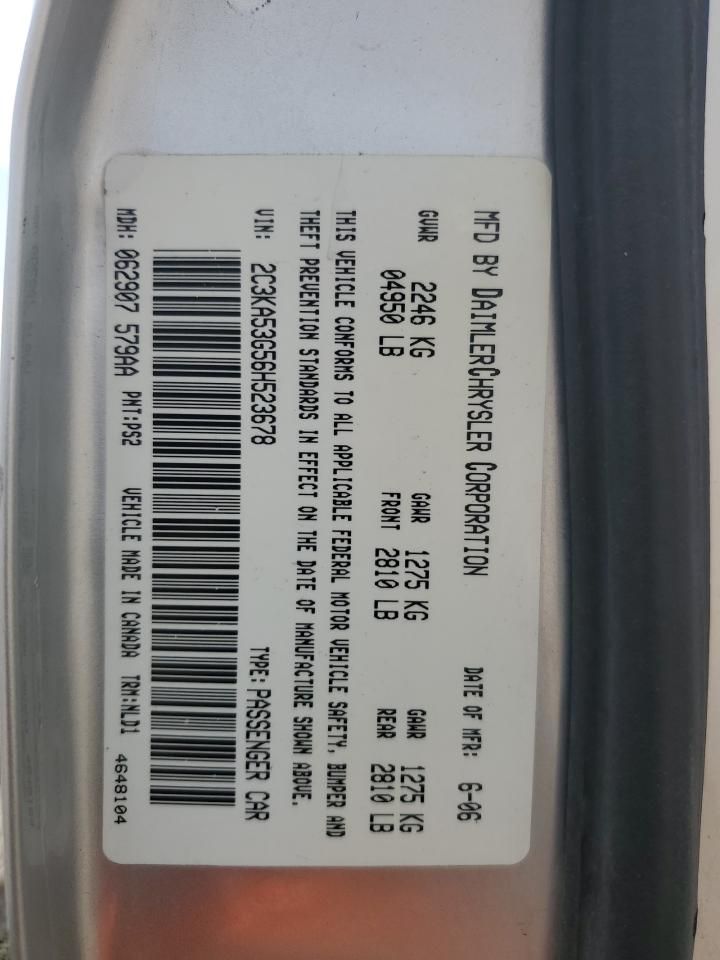 MFD BY DAIMLERCHRYSLER CORPORATION DATE OF MFR: 6-06
GVWR 2246 KG GAWR 1275 KG GAWR 1275 KG
04950 LB FRONT 2810 LB REAR 2810 LB
THIS VEHICLE CONFORMS TO ALL APPLICABLE FEDERAL MOTOR VEHICLE SAFETY, BUMPER AND
THEFT PREVENTION STANDARDS IN EFFECT ON THE DATE OF MANUFACTURE SHOWN ABOVE.
VIN: 2C3KA53G56H523678 TYPE: PASSENGER CAR
MDH: 062907 579AA PNT:PS2 VEHICLE MADE IN CANADA TRM:NLD1 4648104